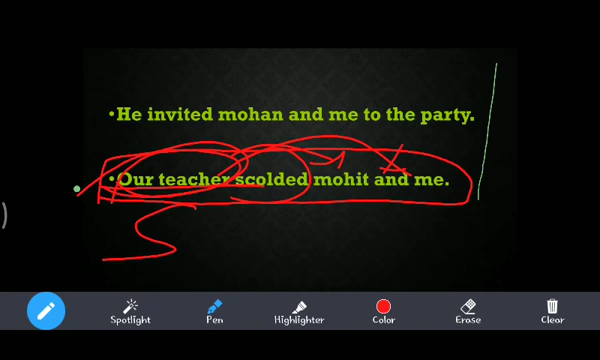 •He invited mohan and me to the party.
•Our teacher scolded mohit and me.
Spotlight Pen Highlighter Color Erase Clear